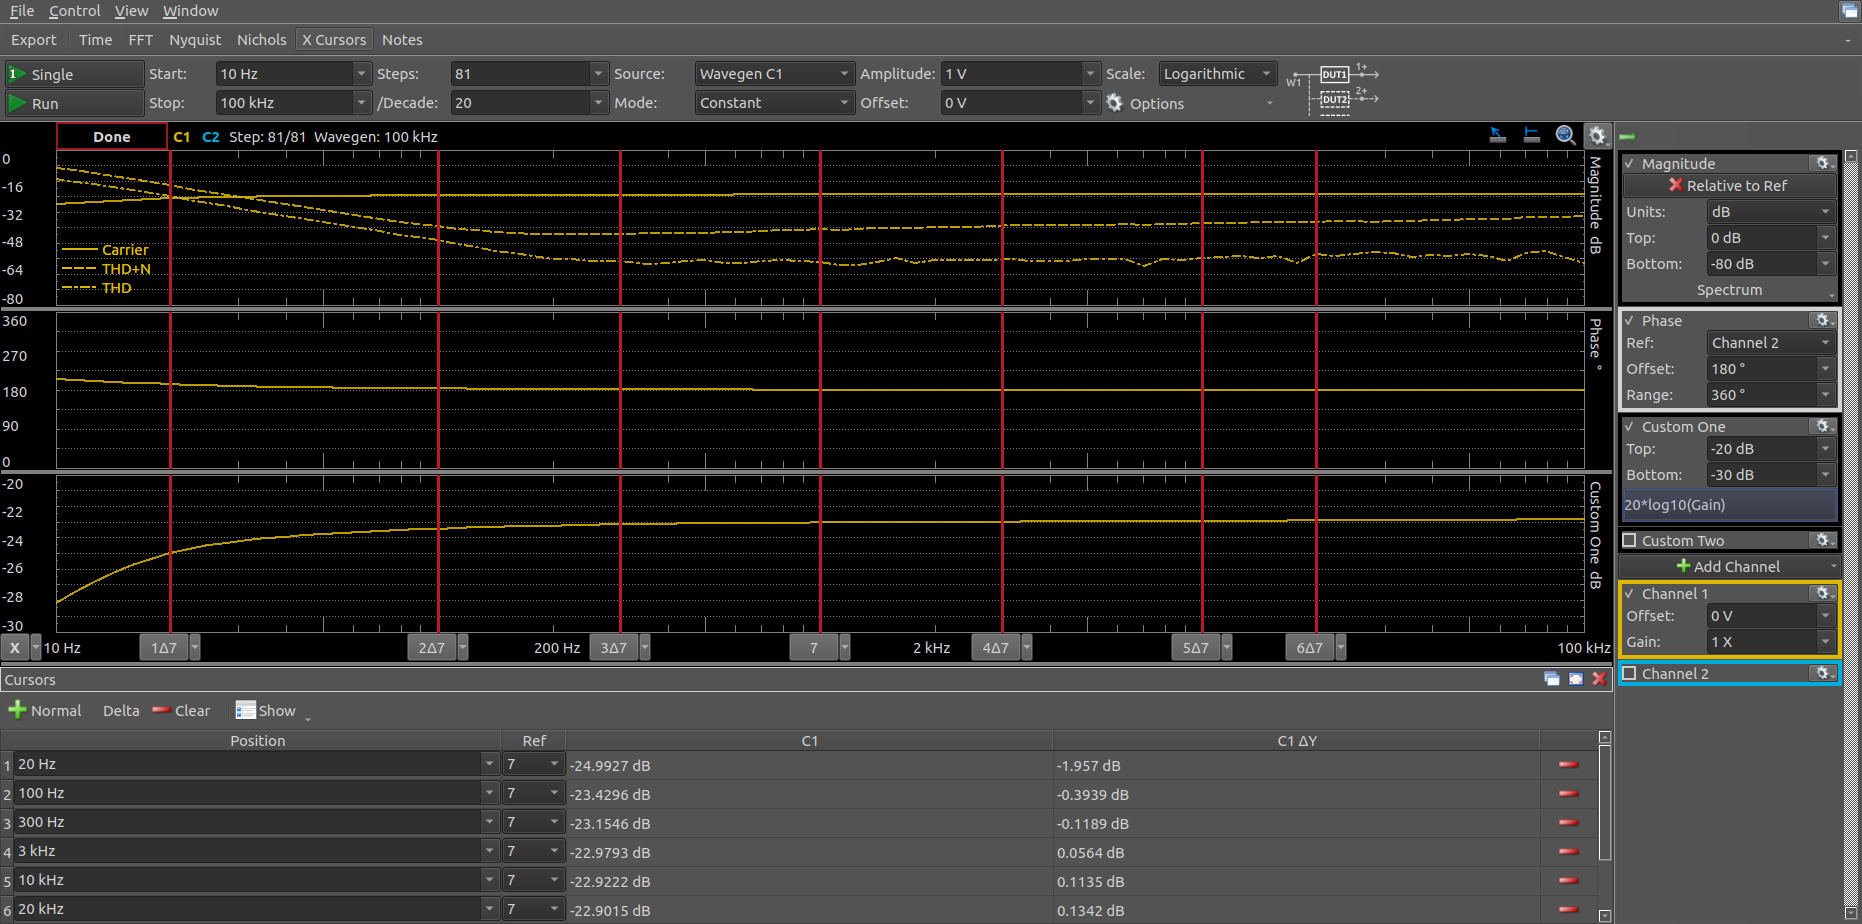 File Control View Window
Export Time FFT Nyquist Nichols X Cursors Notes
1 Single Start: 10 Hz Steps: 81 Source: Wavegen C1 Amplitude: 1 V Scale: Logarithmic
Run Stop: 100 kHz /Decade: 20 Mode: Constant Offset: 0 V Options
W1 DUT1 1+
DUT2 2+
Done C1 C2 Step: 81/81 Wavegen: 100 kHz
0
-16
-32
-48
-64
-80
Carrier
THD+N
THD
Magnitude dB
360
270
180
90
0
Phase °
-20
-22
-24
-26
-28
-30
Custom One dB
X 10 Hz 1Δ7 2Δ7 200 Hz 3Δ7 7 2 kHz 4Δ7 5Δ7 6Δ7 100 kHz
Magnitude
Relative to Ref
Units: dB
Top: 0 dB
Bottom: -80 dB
Spectrum
Phase
Ref: Channel 2
Offset: 180 °
Range: 360 °
Custom One
Top: -20 dB
Bottom: -30 dB
20*log10(Gain)
Custom Two
Add Channel
Channel 1
Offset: 0 V
Gain: 1 X
Channel 2
Cursors
Normal Delta Clear Show
Position Ref C1 C1 ΔY
1 20 Hz 7 -24.9927 dB -1.957 dB
2 100 Hz 7 -23.4296 dB -0.3939 dB
3 300 Hz 7 -23.1546 dB -0.1189 dB
4 3 kHz 7 -22.9793 dB 0.0564 dB
5 10 kHz 7 -22.9222 dB 0.1135 dB
6 20 kHz 7 -22.9015 dB 0.1342 dB